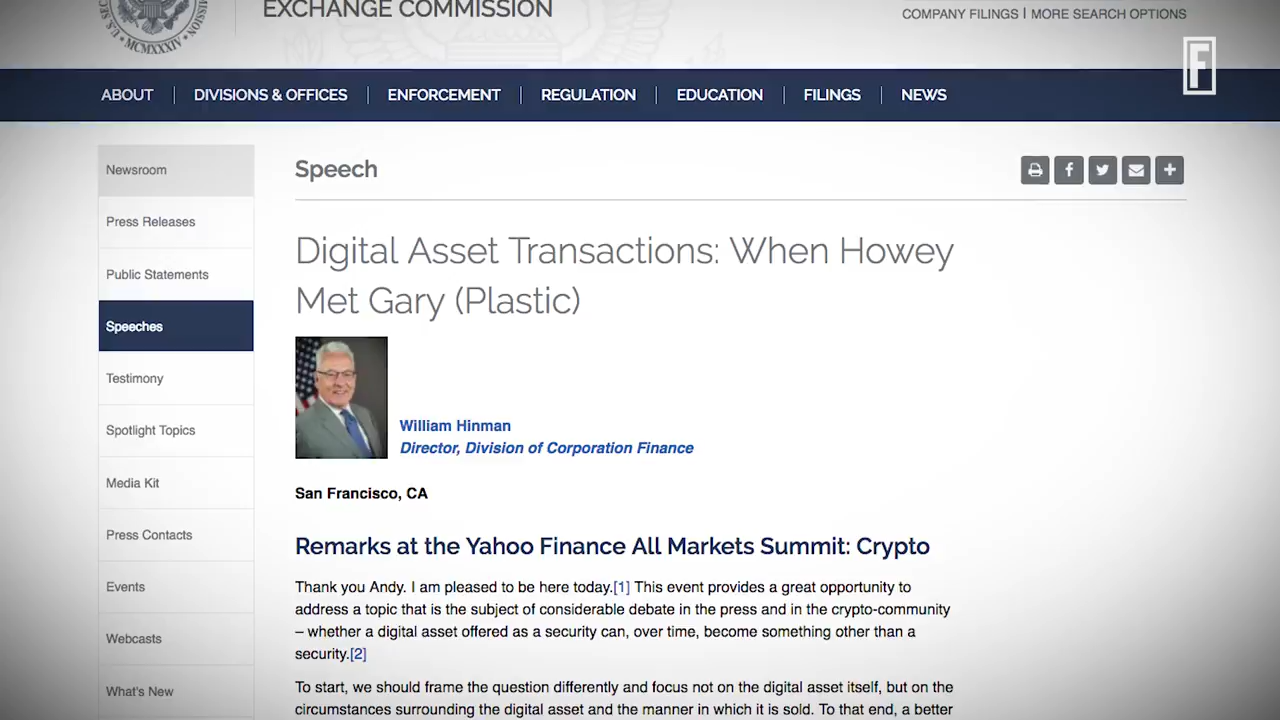 EXCHANGE COMMISSION
COMPANY FILINGS | MORE SEARCH OPTIONS
MCMXXXIV
F
ABOUT | DIVISIONS & OFFICES | ENFORCEMENT | REGULATION | EDUCATION | FILINGS | NEWS
Newsroom
Press Releases
Public Statements
Speeches
Testimony
Spotlight Topics
Media Kit
Press Contacts
Events
Webcasts
What's New
Speech
Digital Asset Transactions: When Howey
Met Gary (Plastic)
William Hinman
Director, Division of Corporation Finance
San Francisco, CA
Remarks at the Yahoo Finance All Markets Summit: Crypto
Thank you Andy. I am pleased to be here today.[1] This event provides a great opportunity to
address a topic that is the subject of considerable debate in the press and in the crypto-community
– whether a digital asset offered as a security can, over time, become something other than a
security.[2]
To start, we should frame the question differently and focus not on the digital asset itself, but on the
circumstances surrounding the digital asset and the manner in which it is sold. To that end, a better